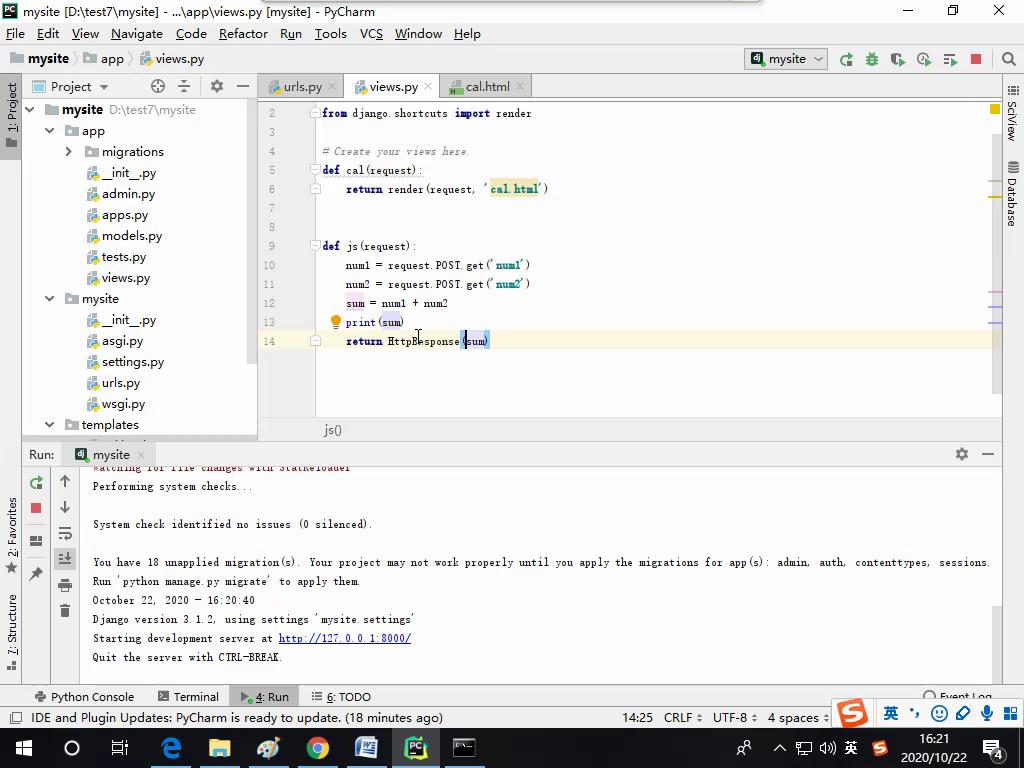 mysite [D:\test7\mysite] - ...\app\views.py [mysite] - PyCharm
File Edit View Navigate Code Refactor Run Tools VCS Window Help
mysite app views.py mysite
1: Project
Project
urls.py views.py cal.html
mysite D:\test7\mysite
app
migrations
__init__.py
admin.py
apps.py
models.py
tests.py
views.py
mysite
__init__.py
asgi.py
settings.py
urls.py
wsgi.py
templates
2 from django.shortcuts import render
3
4 # Create your views here.
5 def cal(request):
6 return render(request, 'cal.html')
7
8
9 def js(request):
10 num1 = request.POST.get('num1')
11 num2 = request.POST.get('num2')
12 sum = num1 + num2
13 print(sum)
14 return HttpResponse(sum)
js()
SciView
Database
Run: mysite
2: Favorites
7: Structure
Watching for file changes with StatReloader
Performing system checks...
System check identified no issues (0 silenced).
You have 18 unapplied migration(s). Your project may not work properly until you apply the migrations for app(s): admin, auth, contenttypes, sessions.
Run 'python manage.py migrate' to apply them.
October 22, 2020 - 16:20:40
Django version 3.1.2, using settings 'mysite.settings'
Starting development server at http://127.0.0.1:8000/
Quit the server with CTRL-BREAK.
Python Console Terminal 4: Run 6: TODO Event Log
IDE and Plugin Updates: PyCharm is ready to update. (18 minutes ago) 14:25 CRLF UTF-8 4 spaces
英
英
16:21
2020/10/22
4